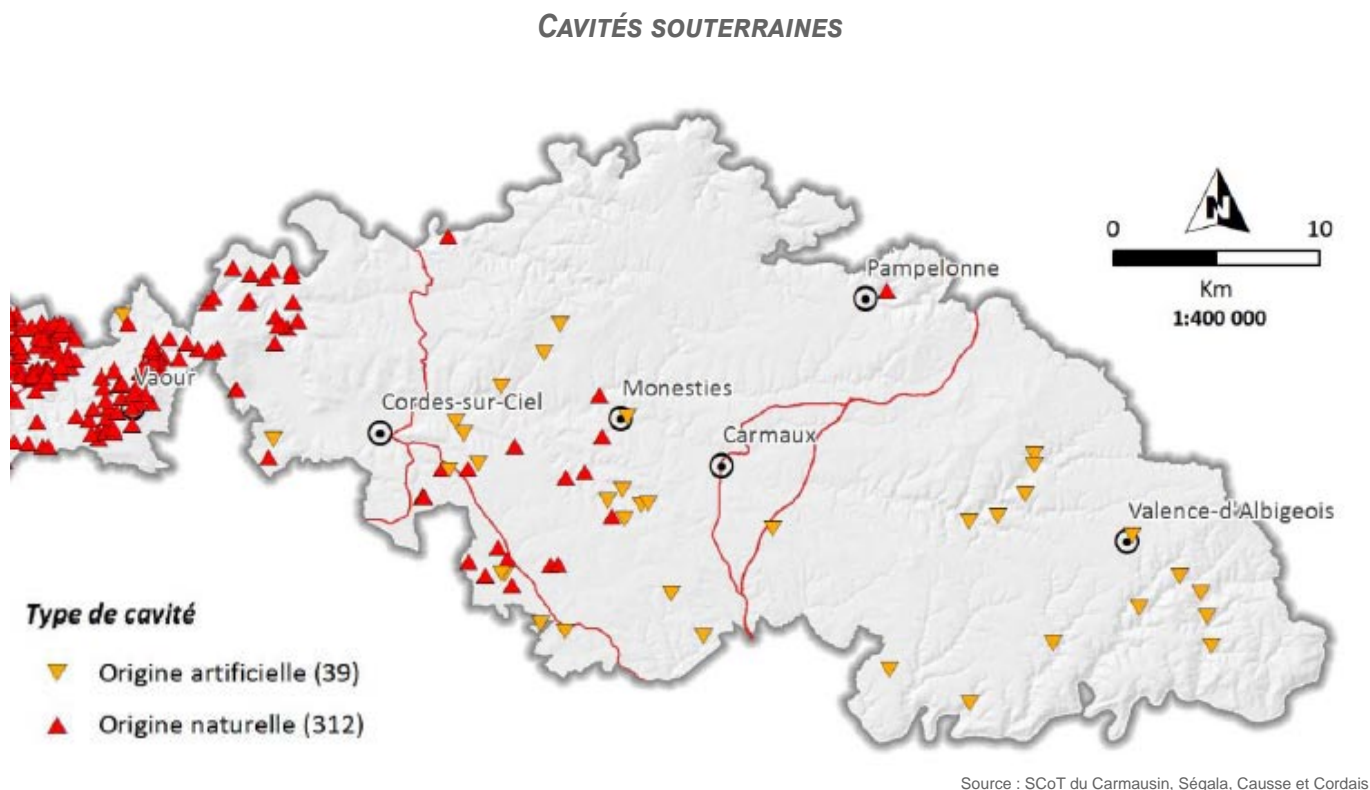 CAVITÉS SOUTERRAINES
N
0 10
Km
1:400 000
Pampelonne
Vaour
Cordes-sur-Ciel
Monesties
Carmaux
Valence-d'Albigeois
Type de cavité
Origine artificielle (39)
Origine naturelle (312)
Source : SCoT du Carmausin, Ségala, Causse et Cordais